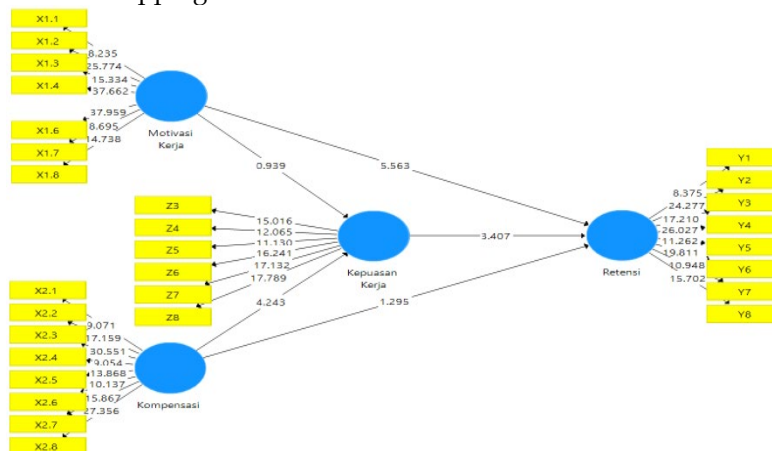 pping
X1.1
X1.2
X1.3
X1.4
X1.6
X1.7
X1.8
8.235
25.774
15.334
37.662
37.959
8.695
14.738
Motivasi
Kerja
0.939
5.563
Z3
Z4
Z5
Z6
Z7
Z8
15.016
12.065
11.130
16.241
17.132
17.789
Kepuasan
Kerja
3.407
4.243
1.295
X2.1
X2.2
X2.3
X2.4
X2.5
X2.6
X2.7
X2.8
9.071
17.159
30.551
9.054
13.868
10.137
15.867
27.356
Kompensasi
Retensi
8.375
24.277
17.210
26.027
11.262
19.811
10.948
15.702
Y1
Y2
Y3
Y4
Y5
Y6
Y7
Y8